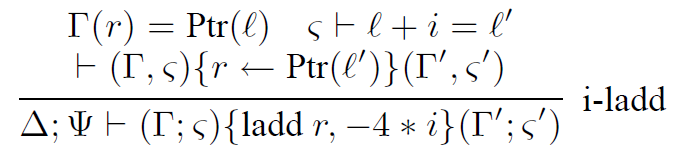 Γ(r) = Ptr(ℓ)   ς ⊢ ℓ + i = ℓ′
⊢ (Γ, ς){r ← Ptr(ℓ′)}(Γ′, ς′)
i-ladd
Δ; Ψ ⊢ (Γ; ς){ladd r, −4 ∗ i}(Γ′; ς′)